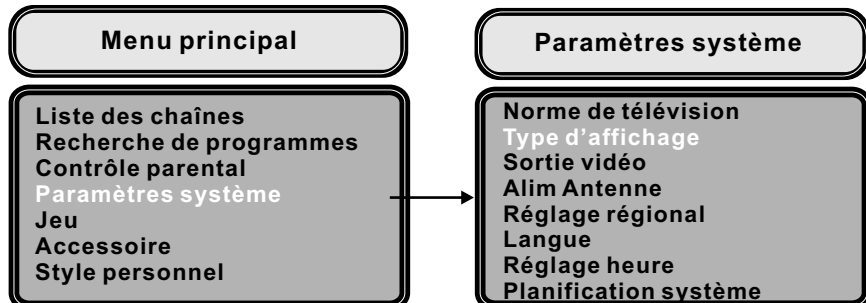 Menu principal
Liste des chaînes
Recherche de programmes
Contrôle parental
Paramètres système
Jeu
Accessoire
Style personnel
Paramètres système
Norme de télévision
Type d'affichage
Sortie vidéo
Alim Antenne
Réglage régional
Langue
Réglage heure
Planification système